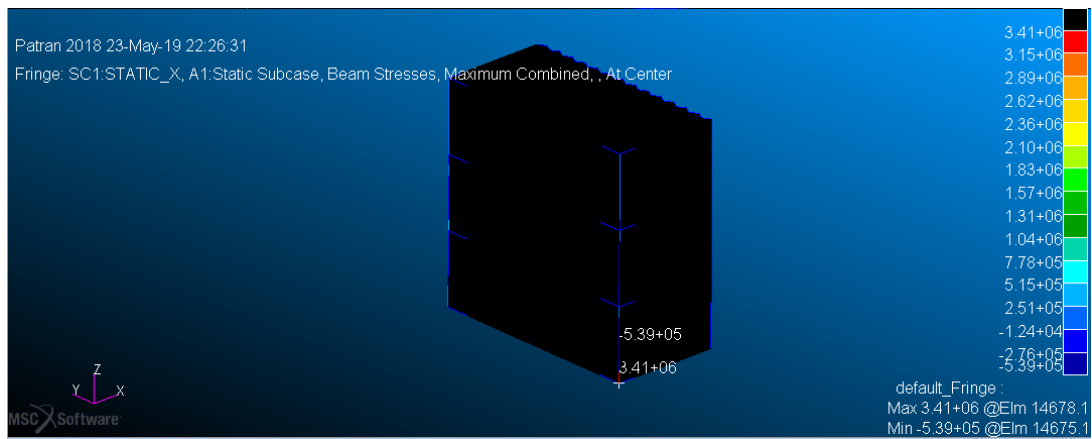 Patran 2018 23-May-19 22:26:31
Fringe: SC1:STATIC_X, A1:Static Subcase, Beam Stresses, Maximum Combined, , At Center
3.41+06
3.15+06
2.89+06
2.62+06
2.36+06
2.10+06
1.83+06
1.57+06
1.31+06
1.04+06
7.78+05
5.15+05
2.51+05
-1.24+04
-2.76+05
-5.39+05
-5.39+05
3.41+06
Z
Y
X
MSC Software
default_Fringe :
Max 3.41+06 @Elm 14678.1
Min -5.39+05 @Elm 14675.1